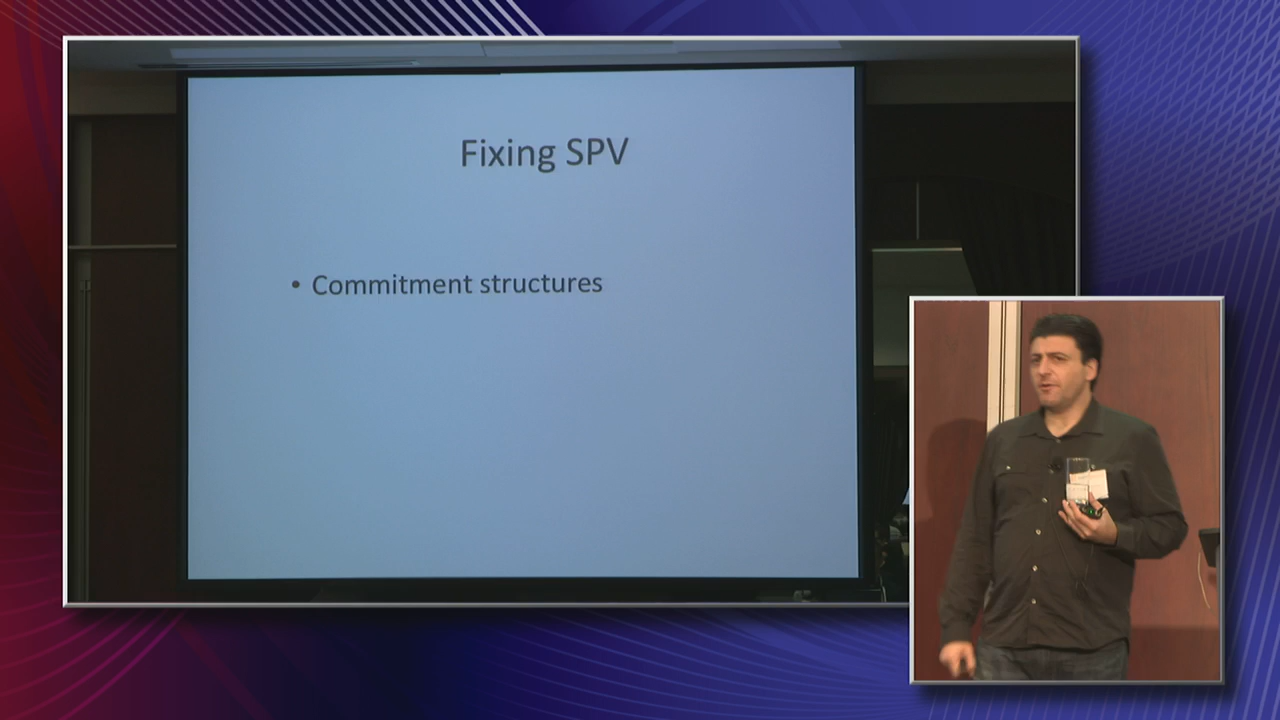 Fixing SPV
• Commitment structures